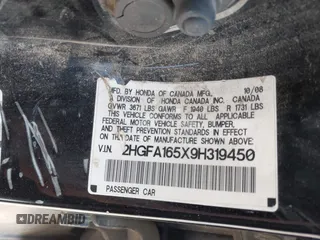 MFD. BY HONDA OF CANADA MFG. 10/08
A DIVISION OF HONDA CANADA INC. CANADA
GVWR 3671 LBS GAWR F 1940 LBS R 1731 LBS
THIS VEHICLE CONFORMS TO ALL APPLICABLE
FEDERAL MOTOR VEHICLE SAFETY, BUMPER,
AND THEFT PREVENTION STANDARDS IN EFFECT
ON THE DATE OF MANUFACTURE SHOWN ABOVE.
V.I.N. 2HGFA165X9H319450
PASSENGER CAR
DREAMBID